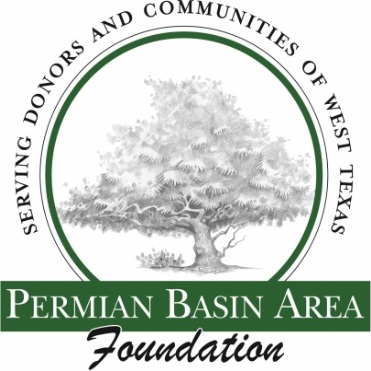 SERVING DONORS AND COMMUNITIES OF WEST TEXAS
PERMIAN BASIN AREA
Foundation